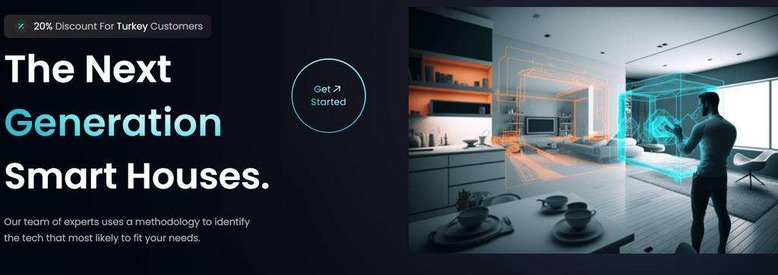 20% Discount For Turkey Customers
The Next
Generation
Smart Houses.
Get
Started
Our team of experts uses a methodology to identify
the tech that most likely to fit your needs.